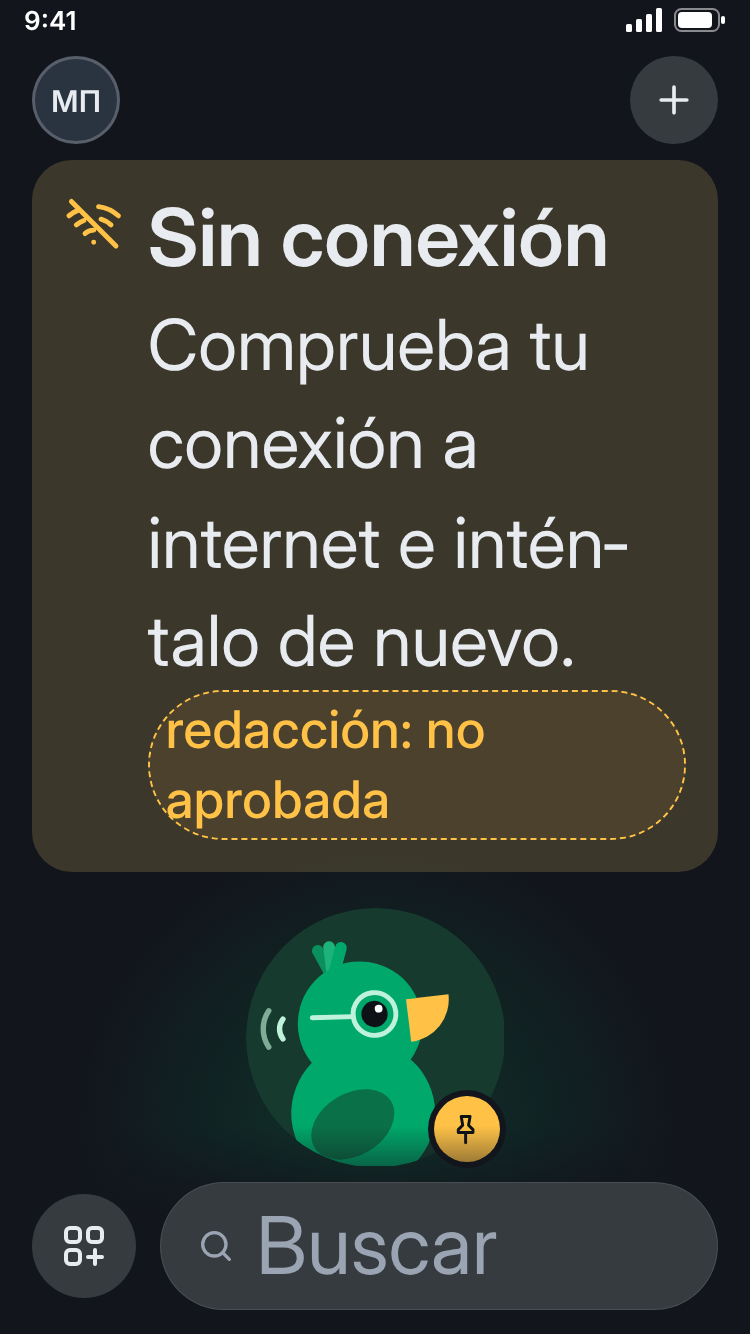 9:41
МП
Sin conexión
Comprueba tu
conexión a
internet e intén-
talo de nuevo.
redacción: no
aprobada
Buscar